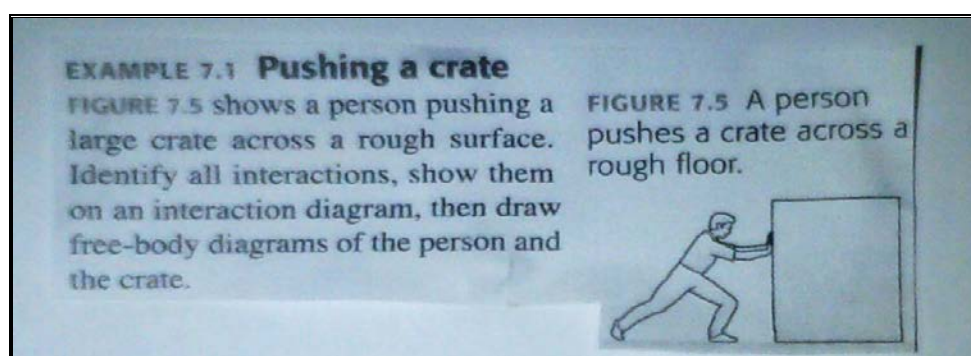 EXAMPLE 7.1 Pushing a crate
FIGURE 7.5 shows a person pushing a
large crate across a rough surface.
Identify all interactions, show them
on an interaction diagram, then draw
free-body diagrams of the person and
the crate.
FIGURE 7.5 A person
pushes a crate across a
rough floor.